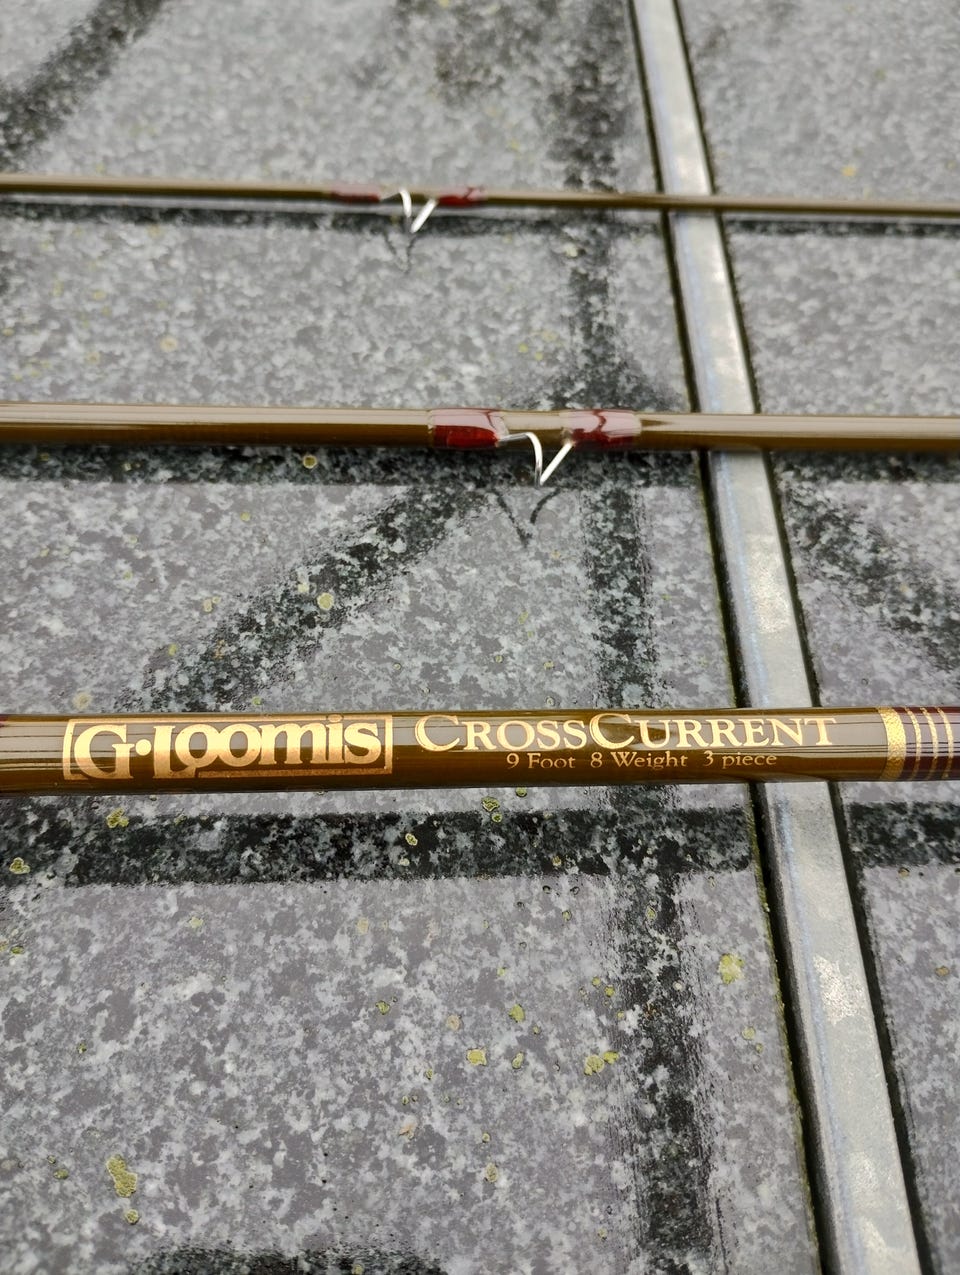 G·Loomis CrossCurrent
9 Foot 8 Weight 3 piece